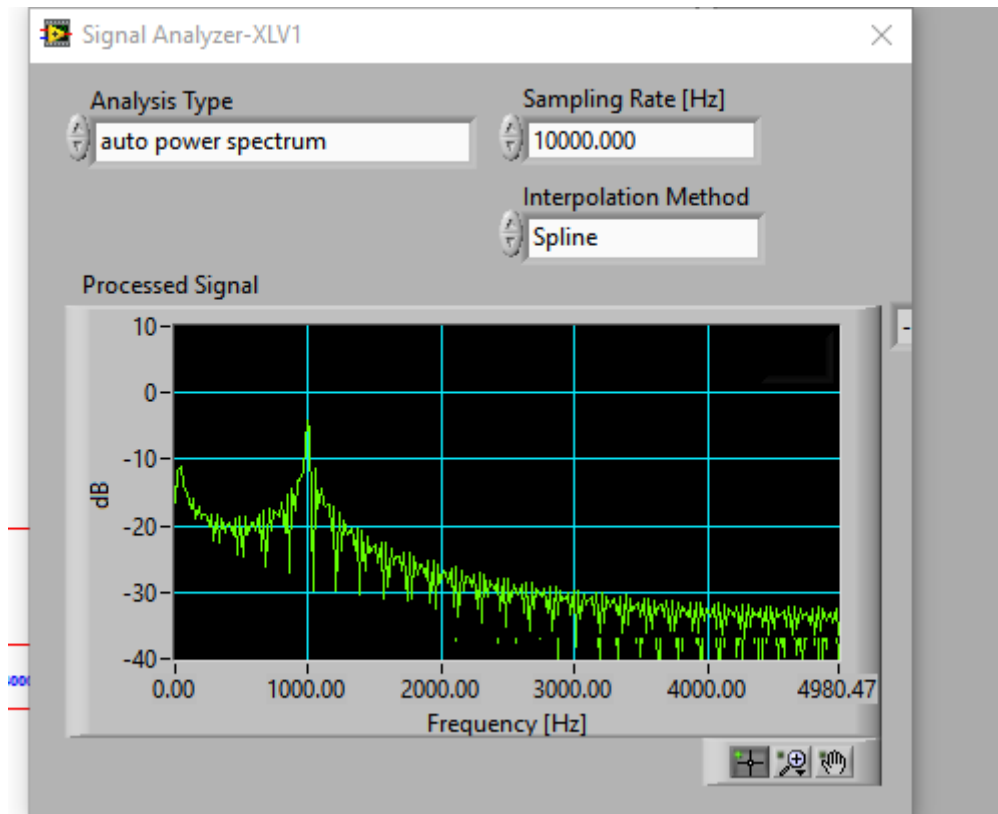 Signal Analyzer-XLV1
Analysis Type
Sampling Rate [Hz]
auto power spectrum
10000.000
Interpolation Method
Spline
Processed Signal
10
0
-10
-20
-30
-40
dB
0.00 1000.00 2000.00 3000.00 4000.00 4980.47
Frequency [Hz]